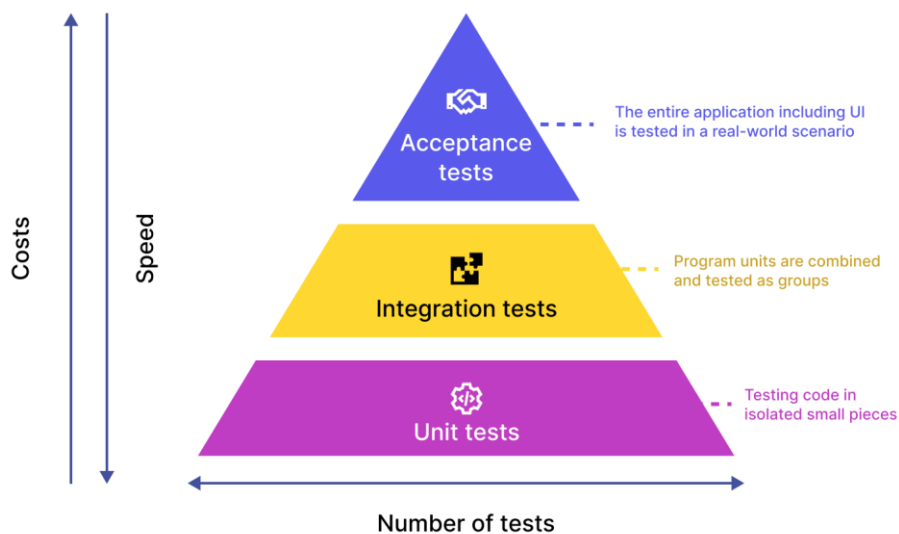 Costs
Speed
Acceptance
tests
The entire application including UI
is tested in a real-world scenario
Integration tests
Program units are combined
and tested as groups
</>
Unit tests
Testing code in
isolated small pieces
Number of tests